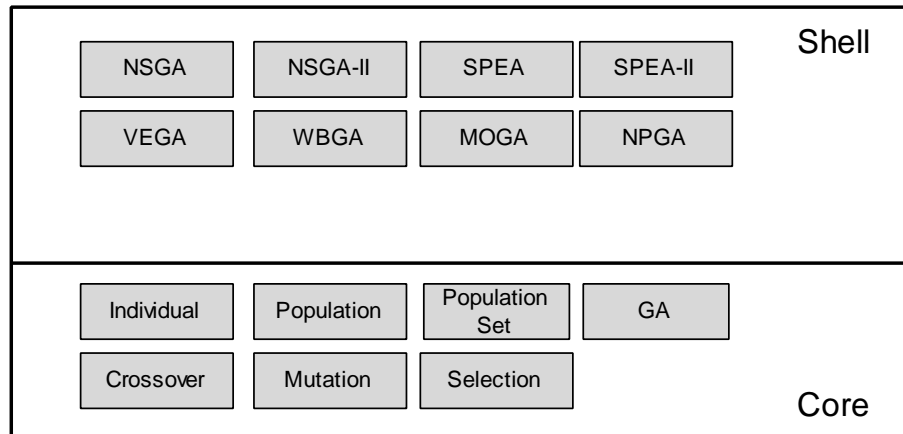 Shell
NSGA NSGA-II SPEA SPEA-II
VEGA WBGA MOGA NPGA
Individual Population Population Set GA
Crossover Mutation Selection
Core